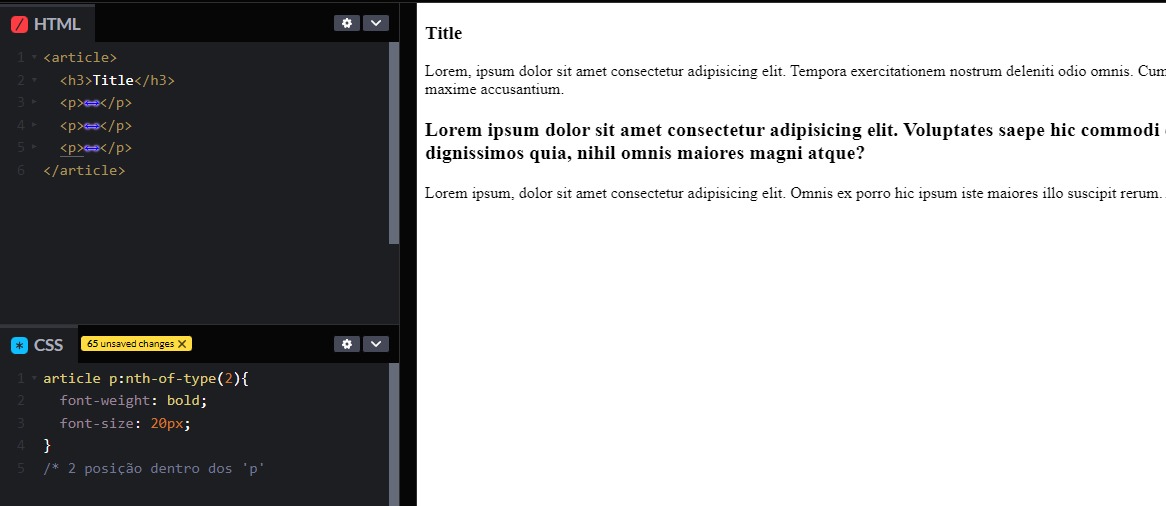 HTML
1 <article>
2 <h3>Title</h3>
3 <p></p>
4 <p></p>
5 <p></p>
6 </article>
CSS 65 unsaved changes X
1 article p:nth-of-type(2){
2 font-weight: bold;
3 font-size: 20px;
4 }
5 /* 2 posição dentro dos 'p'
Title
Lorem, ipsum dolor sit amet consectetur adipisicing elit. Tempora exercitationem nostrum deleniti odio omnis. Cum
maxime accusantium.
Lorem ipsum dolor sit amet consectetur adipisicing elit. Voluptates saepe hic commodi
dignissimos quia, nihil omnis maiores magni atque?
Lorem ipsum, dolor sit amet consectetur adipisicing elit. Omnis ex porro hic ipsum iste maiores illo suscipit rerum.